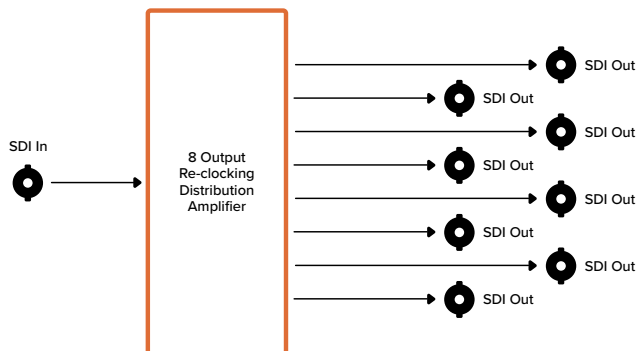 SDI In
8 Output
Re-clocking
Distribution
Amplifier
SDI Out
SDI Out
SDI Out
SDI Out
SDI Out
SDI Out
SDI Out
SDI Out